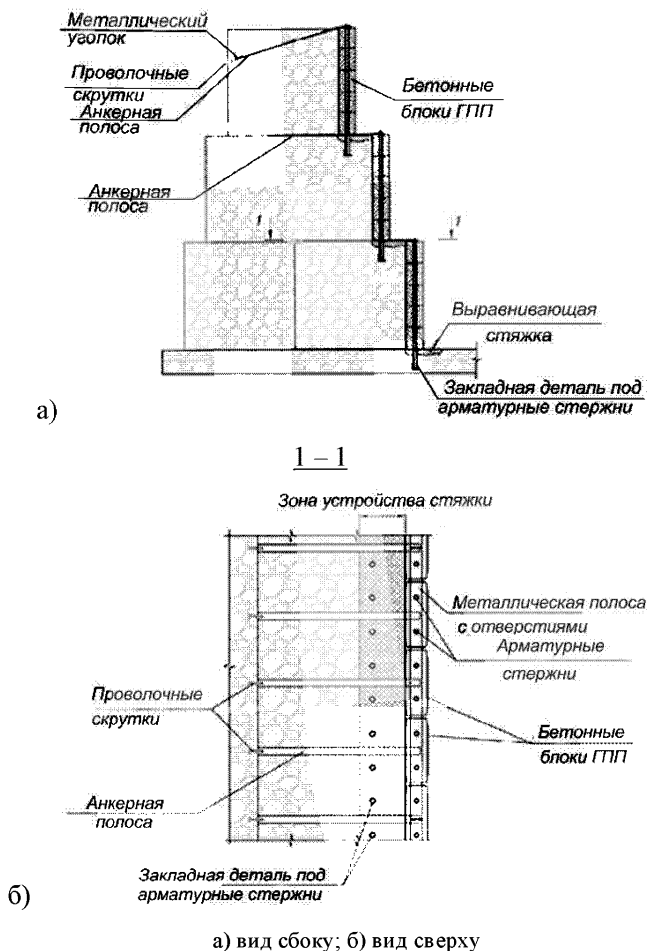 Металлический
уголок
Проволочные
скрутки
Анкерная
полоса
Бетонные
блоки ГПП
Анкерная
полоса
1
1
Выравнивающая
стяжка
Закладная деталь под
арматурные стержни
а)
1 – 1
Зона устройства стяжки
Металлическая полоса
с отверстиями
Арматурные
стержни
Проволочные
скрутки
Бетонные
блоки ГПП
Анкерная
полоса
Закладная деталь под
арматурные стержни
б)
а) вид сбоку; б) вид сверху